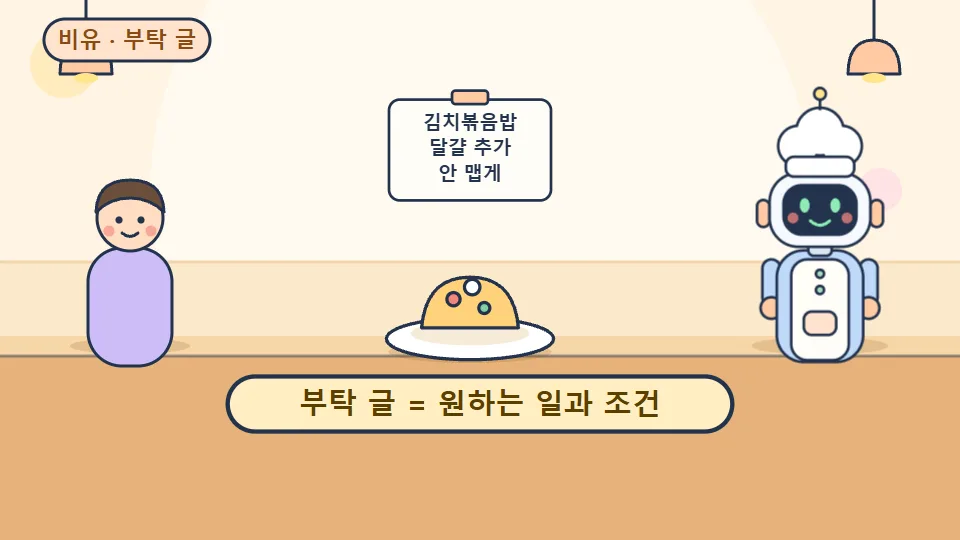 비유 · 부탁 글
김치볶음밥
달걀 추가
안 맵게
부탁 글 = 원하는 일과 조건